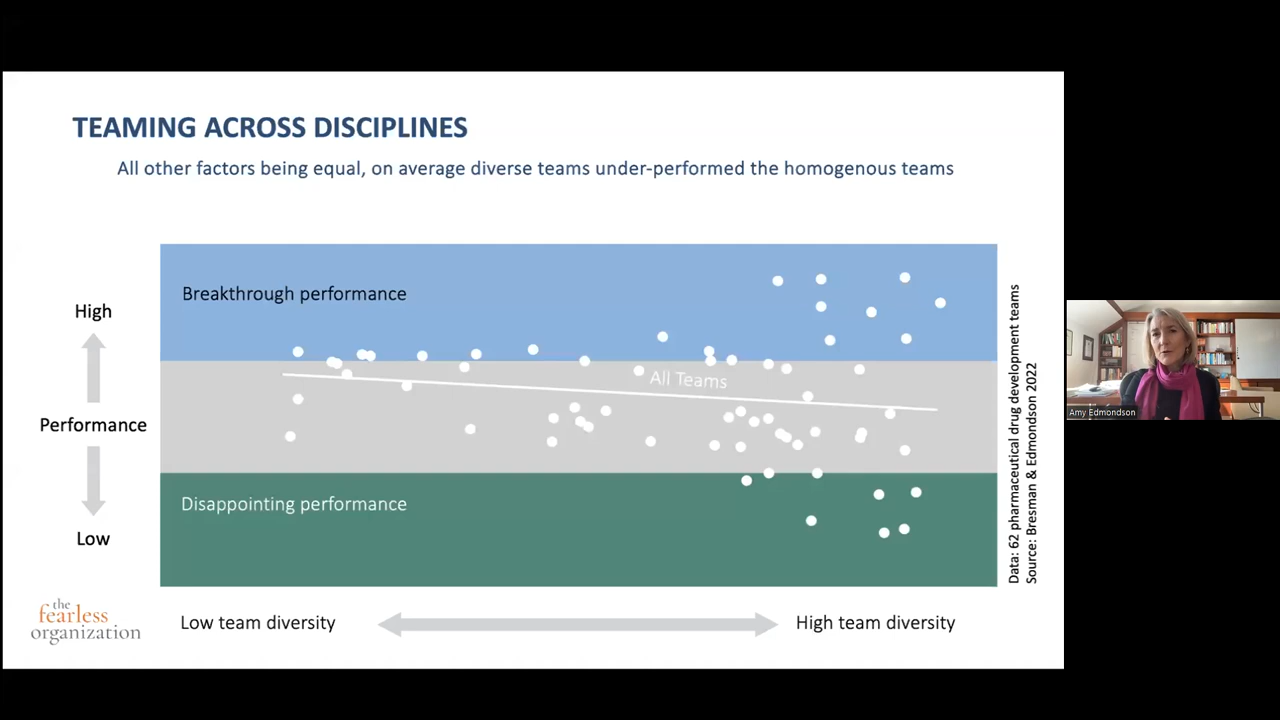 TEAMING ACROSS DISCIPLINES
All other factors being equal, on average diverse teams under-performed the homogenous teams
Breakthrough performance
High
All Teams
Performance
Disappointing performance
Low
Data: 62 pharmaceutical drug development teams
Source: Bresman & Edmondson 2022
Amy Edmondson
the
fearless
organization
Low team diversity
High team diversity